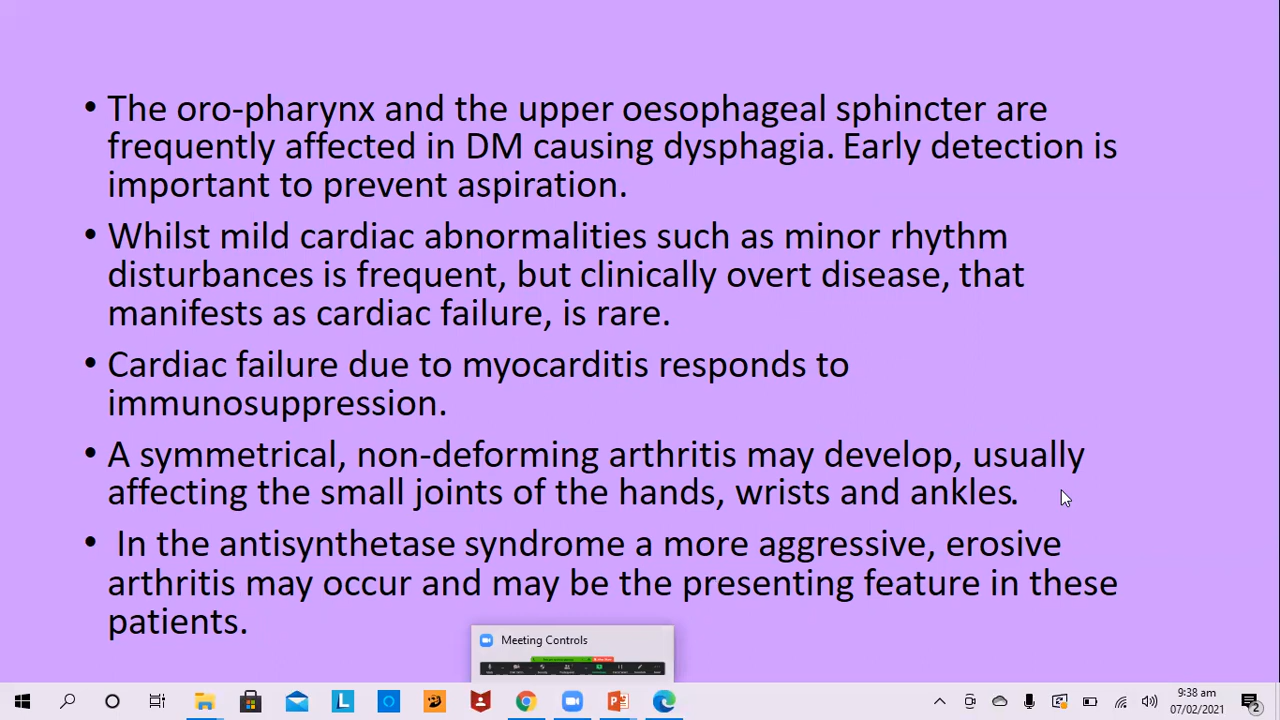 • The oro-pharynx and the upper oesophageal sphincter are
frequently affected in DM causing dysphagia. Early detection is
important to prevent aspiration.
• Whilst mild cardiac abnormalities such as minor rhythm
disturbances is frequent, but clinically overt disease, that
manifests as cardiac failure, is rare.
• Cardiac failure due to myocarditis responds to
immunosuppression.
• A symmetrical, non-deforming arthritis may develop, usually
affecting the small joints of the hands, wrists and ankles.
• In the antisynthetase syndrome a more aggressive, erosive
arthritis may occur and may be the presenting feature in these
patients.
Meeting Controls
L
9:38 am
07/02/2021
2